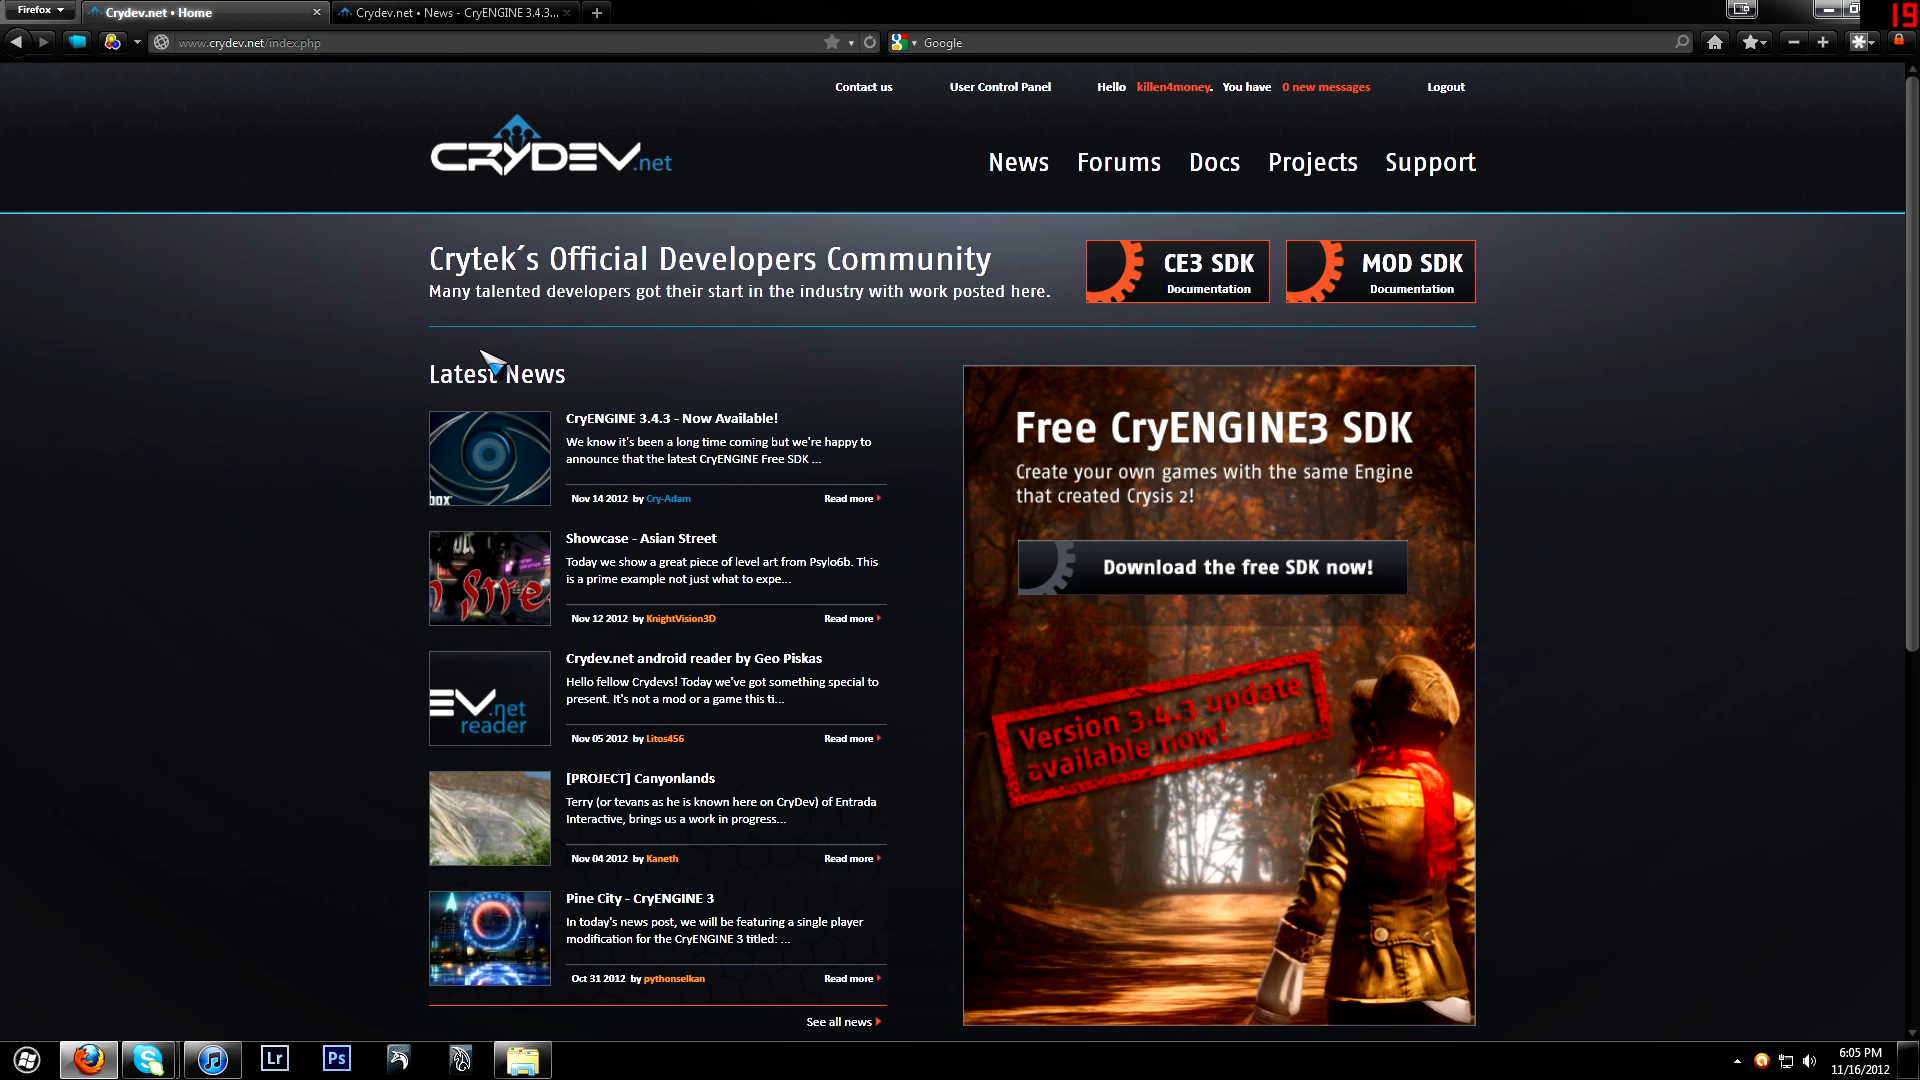 Firefox
Crydev.net • Home
Crydev.net • News - CryENGINE 3.4.3...
19
www.crydev.net/index.php
Google
Contact us
User Control Panel
Hello killen4money. You have 0 new messages
Logout
CRYDEV.net
News
Forums
Docs
Projects
Support
Crytek´s Official Developers Community
Many talented developers got their start in the industry with work posted here.
CE3 SDK
Documentation
MOD SDK
Documentation
Latest News
CryENGINE 3.4.3 - Now Available!
We know it's been a long time coming but we're happy to
announce that the latest CryENGINE Free SDK ...
Nov 14 2012 by Cry-Adam
Read more
Showcase - Asian Street
Today we show a great piece of level art from Psylo6b. This
is a prime example not just what to expe...
Nov 12 2012 by KnightVision3D
Read more
EV.net
reader
Crydev.net android reader by Geo Piskas
Hello fellow Crydevs! Today we've got something special to
present. It's not a mod or a game this ti...
Nov 05 2012 by Litos456
Read more
[PROJECT] Canyonlands
Terry (or tevans as he is known here on CryDev) of Entrada
Interactive, brings us a work in progress...
Nov 04 2012 by Kaneth
Read more
Pine City - CryENGINE 3
In today's news post, we will be featuring a single player
modification for the CryENGINE 3 titled: ...
Oct 31 2012 by pythonselkan
Read more
See all news
Free CryENGINE3 SDK
Create your own games with the same Engine
that created Crysis 2!
Download the free SDK now!
Version 3.4.3 update
available now!
Lr
Ps
6:05 PM
11/16/2012